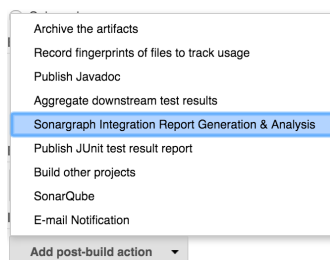 Archive the artifacts
Record fingerprints of files to track usage
Publish Javadoc
Aggregate downstream test results
Sonargraph Integration Report Generation & Analysis
Publish JUnit test result report
Build other projects
SonarQube
E-mail Notification
Add post-build action